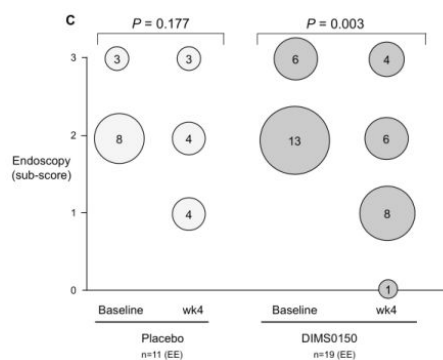 C
P = 0.177
P = 0.003
3
3
3
6
4
2
8
4
13
6
Endoscopy
(sub-score)
1
4
8
0
1
Baseline
wk4
Baseline
wk4
Placebo
DIMS0150
n=11 (EE)
n=19 (EE)